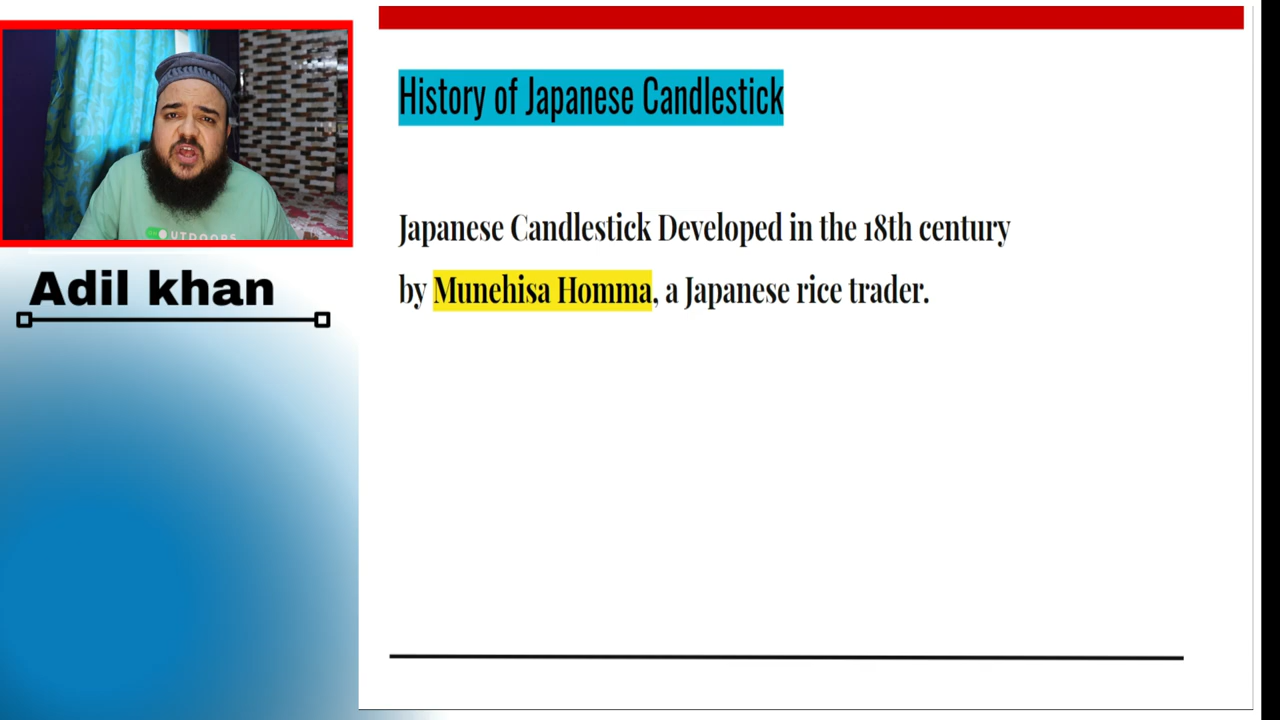 History of Japanese Candlestick
UTDOORS
Adil khan
Japanese Candlestick Developed in the 18th century
by Munehisa Homma, a Japanese rice trader.